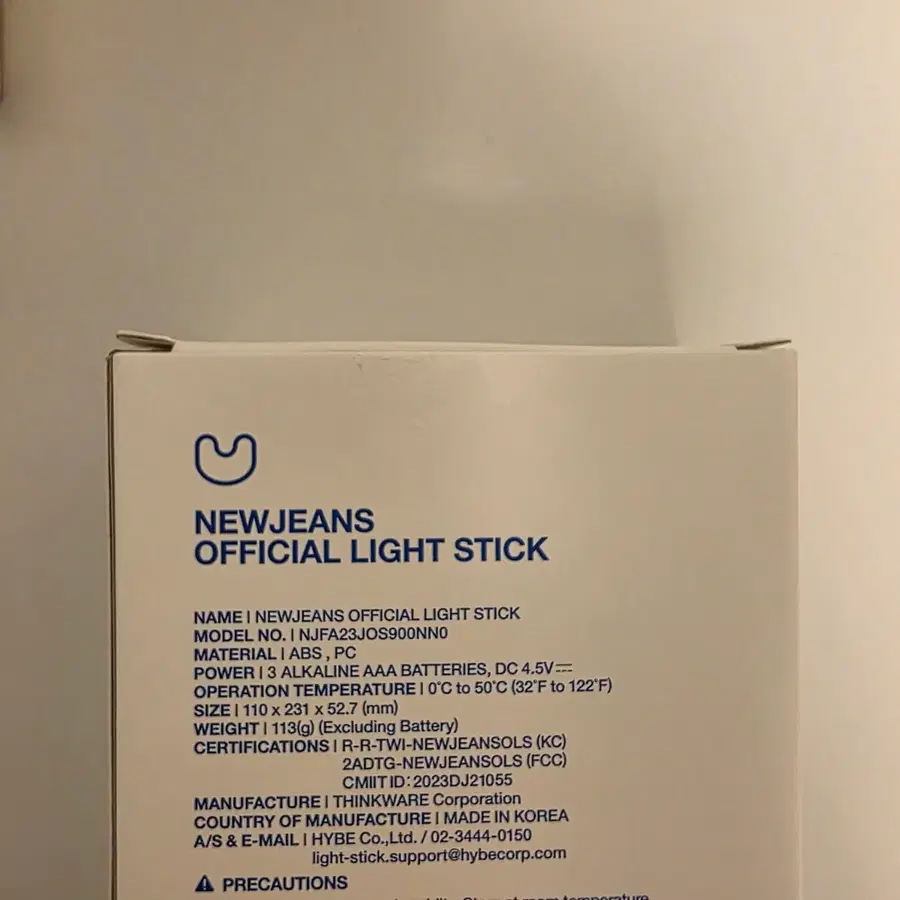 NEWJEANS
OFFICIAL LIGHT STICK
NAME | NEWJEANS OFFICIAL LIGHT STICK
MODEL NO. | NJFA23JOS900NN0
MATERIAL | ABS , PC
POWER | 3 ALKALINE AAA BATTERIES, DC 4.5V⎓
OPERATION TEMPERATURE | 0°C to 50°C (32°F to 122°F)
SIZE | 110 x 231 x 52.7 (mm)
WEIGHT | 113(g) (Excluding Battery)
CERTIFICATIONS | R-R-TWI-NEWJEANSOLS (KC)
2ADTG-NEWJEANSOLS (FCC)
CMIIT ID : 2023DJ21055
MANUFACTURE | THINKWARE Corporation
COUNTRY OF MANUFACTURE | MADE IN KOREA
A/S & E-MAIL | HYBE Co.,Ltd. / 02-3444-0150
light-stick.support@hybecorp.com
⚠ PRECAUTIONS
at room temperature